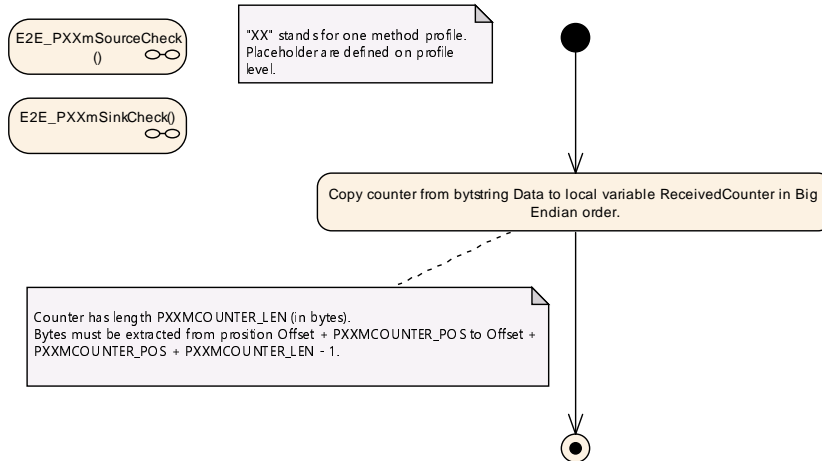 E2E_PXXmSourceCheck
()
E2E_PXXmSinkCheck()
"XX" stands for one method profile.
Placeholder are defined on profile
level.
Copy counter from bytstring Data to local variable ReceivedCounter in Big
Endian order.
Counter has length PXXMCOUNTER_LEN (in bytes).
Bytes must be extracted from prosition Offset + PXXMCOUNTER_POS to Offset +
PXXMCOUNTER_POS + PXXMCOUNTER_LEN - 1.